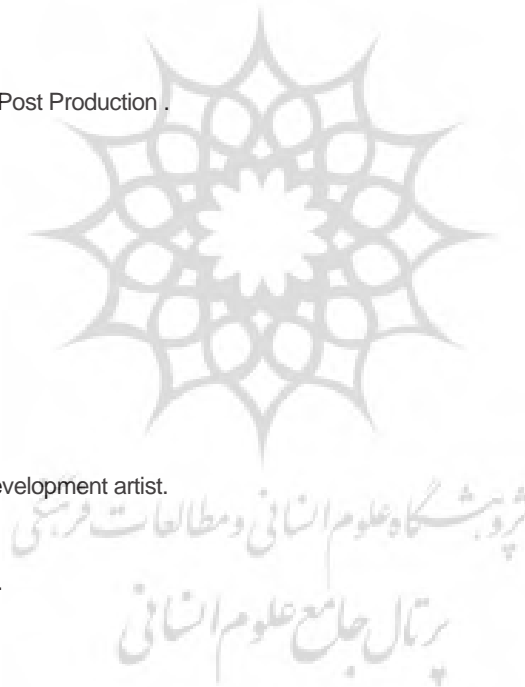 Post Production .
evelopment artist.
پژوهشگاه علوم انسانی و مطالعات فرهنگی
.
پرتال جامع علوم انسانی